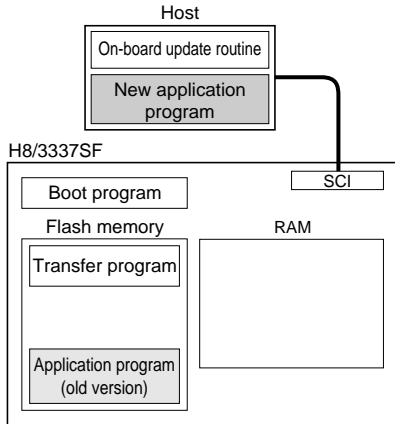 Host
On-board update routine
New application
program
H8/3337SF
SCI
Boot program
Flash memory
RAM
Transfer program
Application program
(old version)